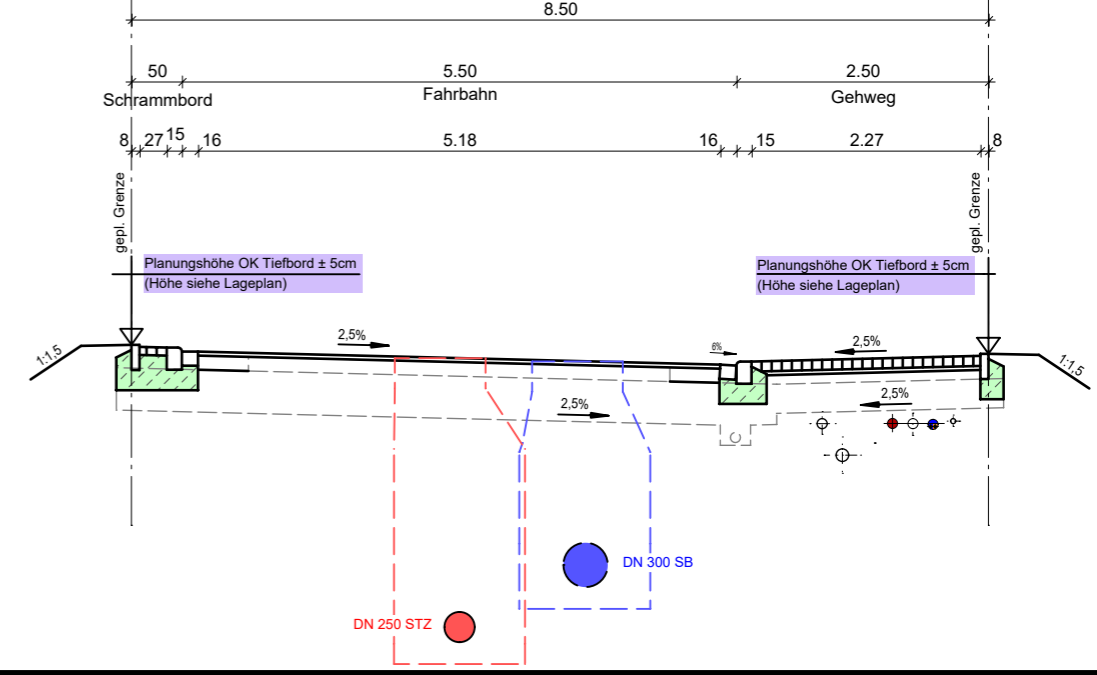 8.50
50
5.50
2.50
Schrammbord
Fahrbahn
Gehweg
8
27
15
16
5.18
16
15
2.27
8
gepl. Grenze
gepl. Grenze
Planungshöhe OK Tiefbord ± 5cm
(Höhe siehe Lageplan)
Planungshöhe OK Tiefbord ± 5cm
(Höhe siehe Lageplan)
1:1,5
2,5%
6%
2,5%
1:1,5
2,5%
2,5%
DN 300 SB
DN 250 STZ